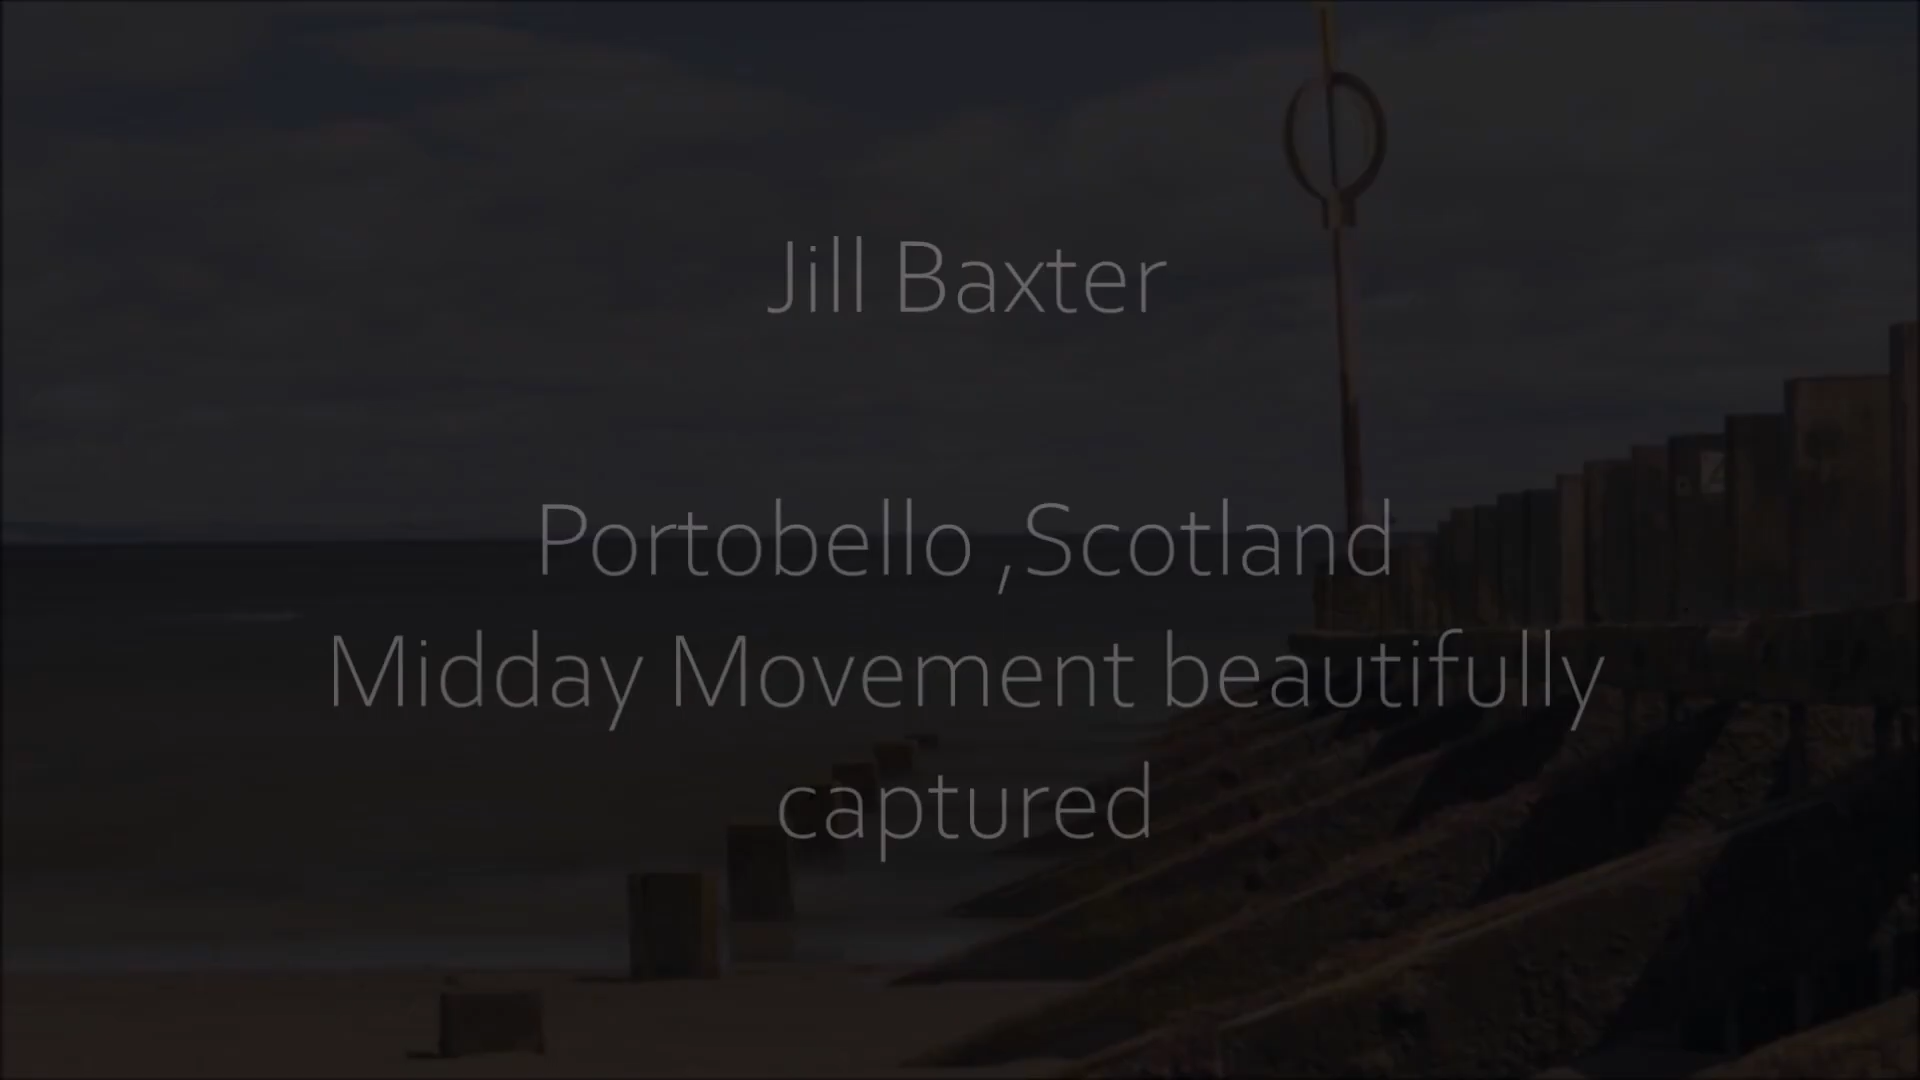 Jill Baxter
Portobello ,Scotland
Midday Movement beautifully
captured